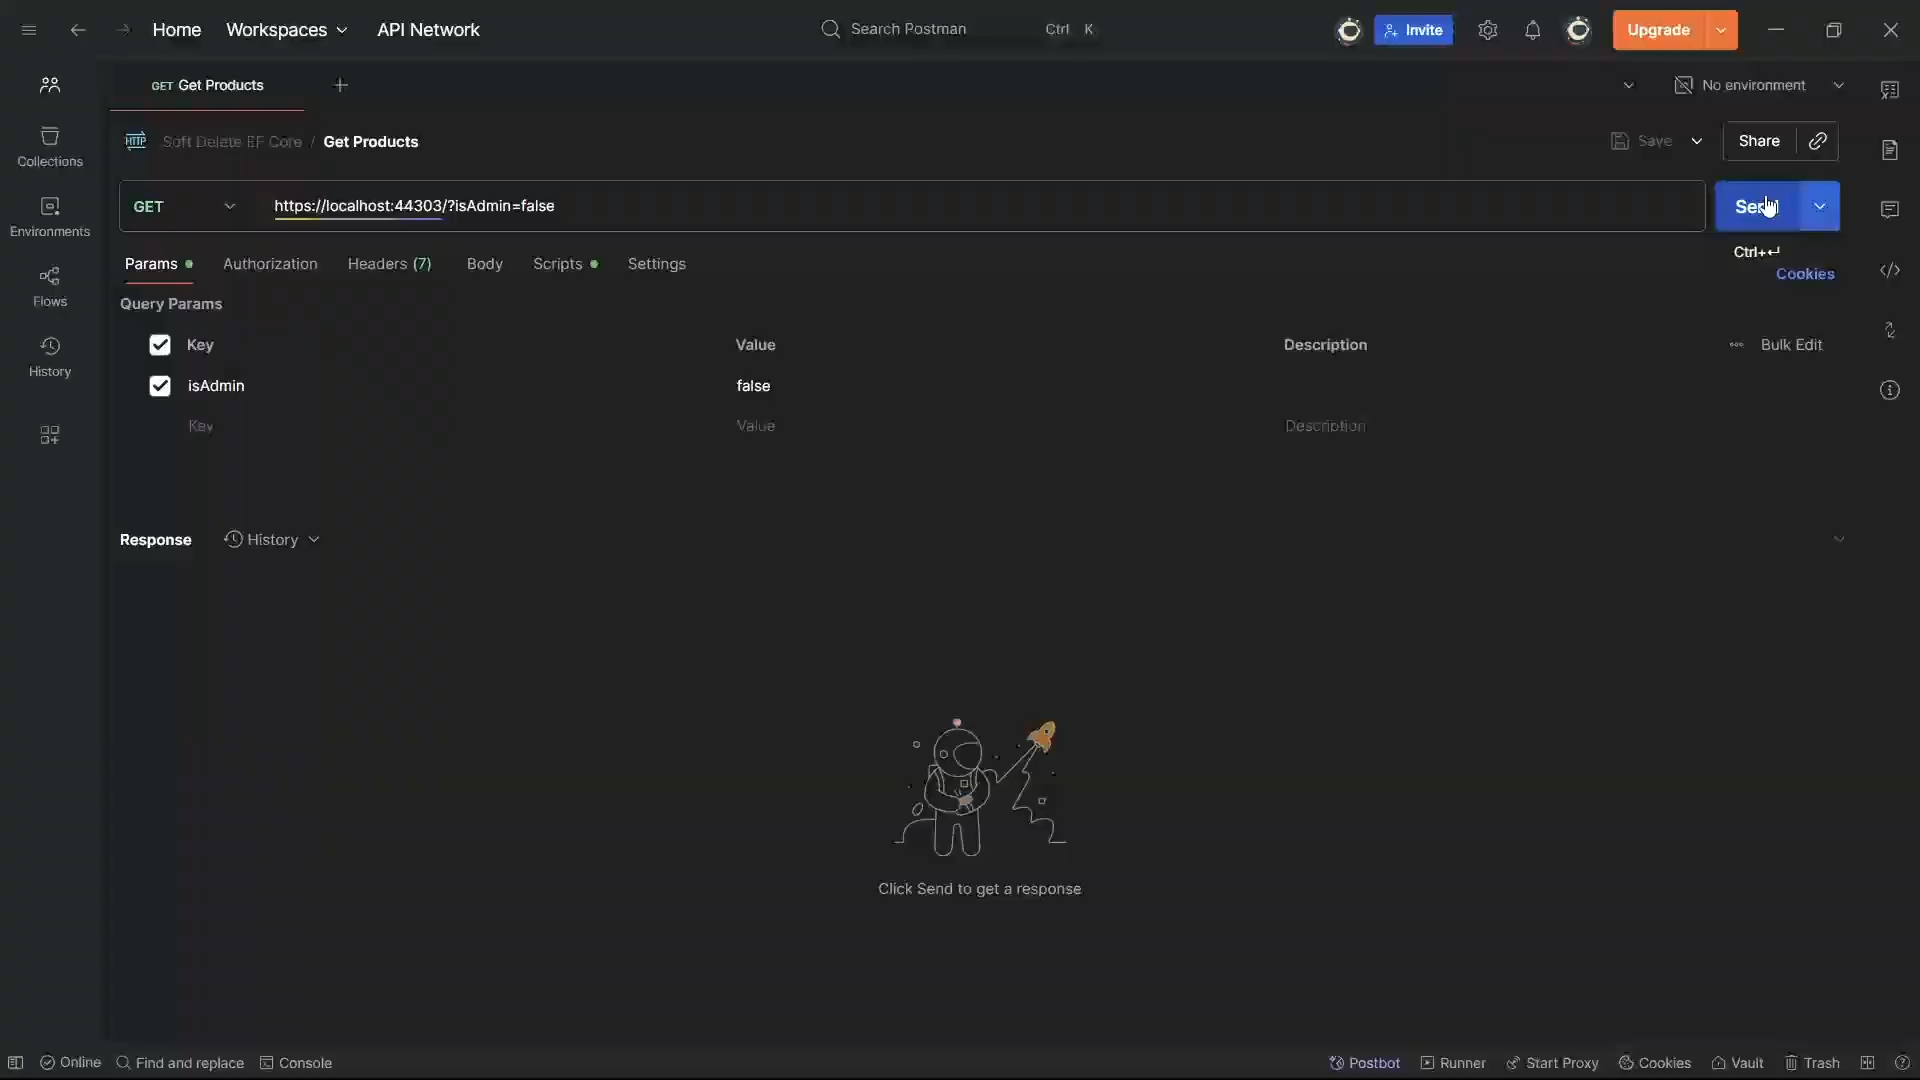 Home Workspaces API Network Search Postman Ctrl K Invite Upgrade
GET Get Products No environment
HTTP Soft Delete EF Core / Get Products Save Share
GET https://localhost:44303/?isAdmin=false Send
Ctrl+↵
Params Authorization Headers (7) Body Scripts Settings Cookies
Query Params
Key Value Description Bulk Edit
isAdmin false
Key Value Description
Collections
Environments
Flows
History
Response History
Click Send to get a response
Online Find and replace Console Postbot Runner Start Proxy Cookies Vault Trash